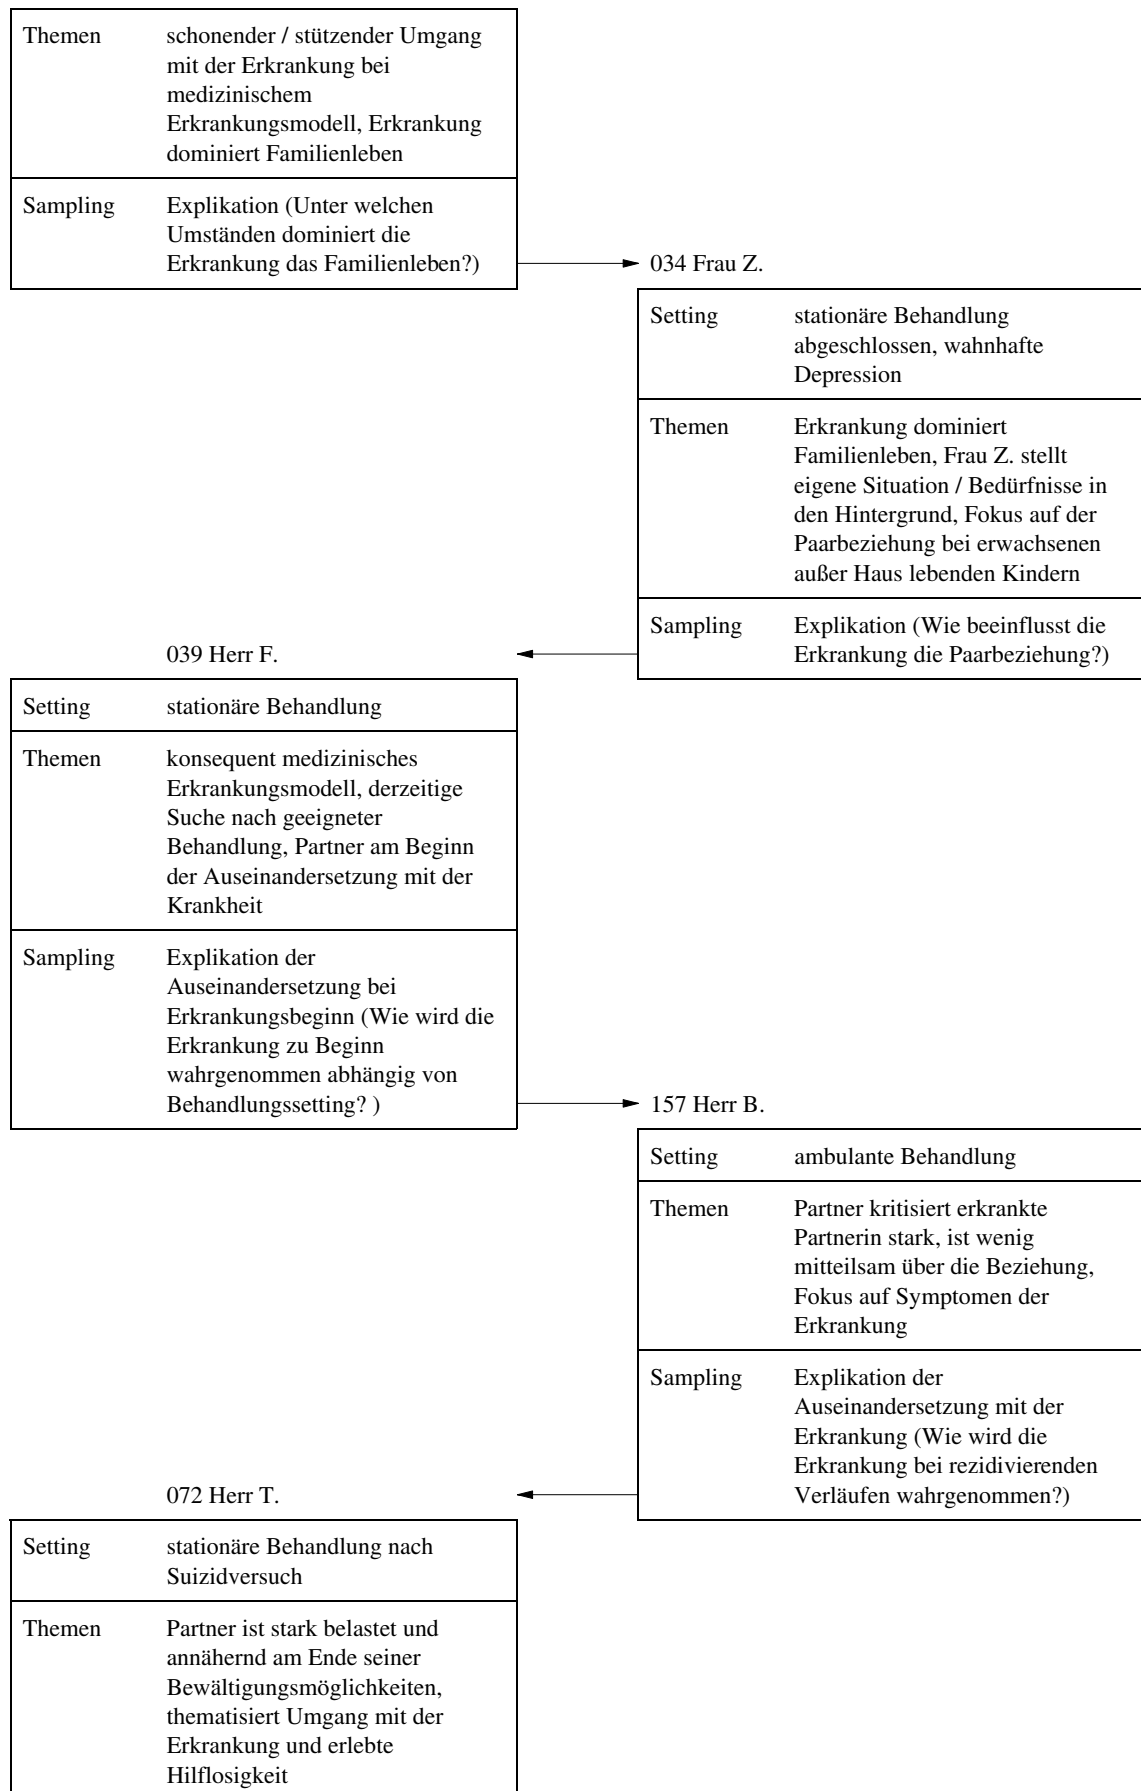 Themen schonender / stützender Umgang
mit der Erkrankung bei
medizinischem
Erkrankungsmodell, Erkrankung
dominiert Familienleben
Sampling Explikation (Unter welchen
Umständen dominiert die
Erkrankung das Familienleben?)
034 Frau Z.
Setting stationäre Behandlung
abgeschlossen, wahnhafte
Depression
Themen Erkrankung dominiert
Familienleben, Frau Z. stellt
eigene Situation / Bedürfnisse in
den Hintergrund, Fokus auf der
Paarbeziehung bei erwachsenen
außer Haus lebenden Kindern
Sampling Explikation (Wie beeinflusst die
Erkrankung die Paarbeziehung?)
039 Herr F.
Setting stationäre Behandlung
Themen konsequent medizinisches
Erkrankungsmodell, derzeitige
Suche nach geeigneter
Behandlung, Partner am Beginn
der Auseinandersetzung mit der
Krankheit
Sampling Explikation der
Auseinandersetzung bei
Erkrankungsbeginn (Wie wird die
Erkrankung zu Beginn
wahrgenommen abhängig von
Behandlungssetting? )
157 Herr B.
Setting ambulante Behandlung
Themen Partner kritisiert erkrankte
Partnerin stark, ist wenig
mitteilsam über die Beziehung,
Fokus auf Symptomen der
Erkrankung
Sampling Explikation der
Auseinandersetzung mit der
Erkrankung (Wie wird die
Erkrankung bei rezidivierenden
Verläufen wahrgenommen?)
072 Herr T.
Setting stationäre Behandlung nach
Suizidversuch
Themen Partner ist stark belastet und
annähernd am Ende seiner
Bewältigungsmöglichkeiten,
thematisiert Umgang mit der
Erkrankung und erlebte
Hilflosigkeit